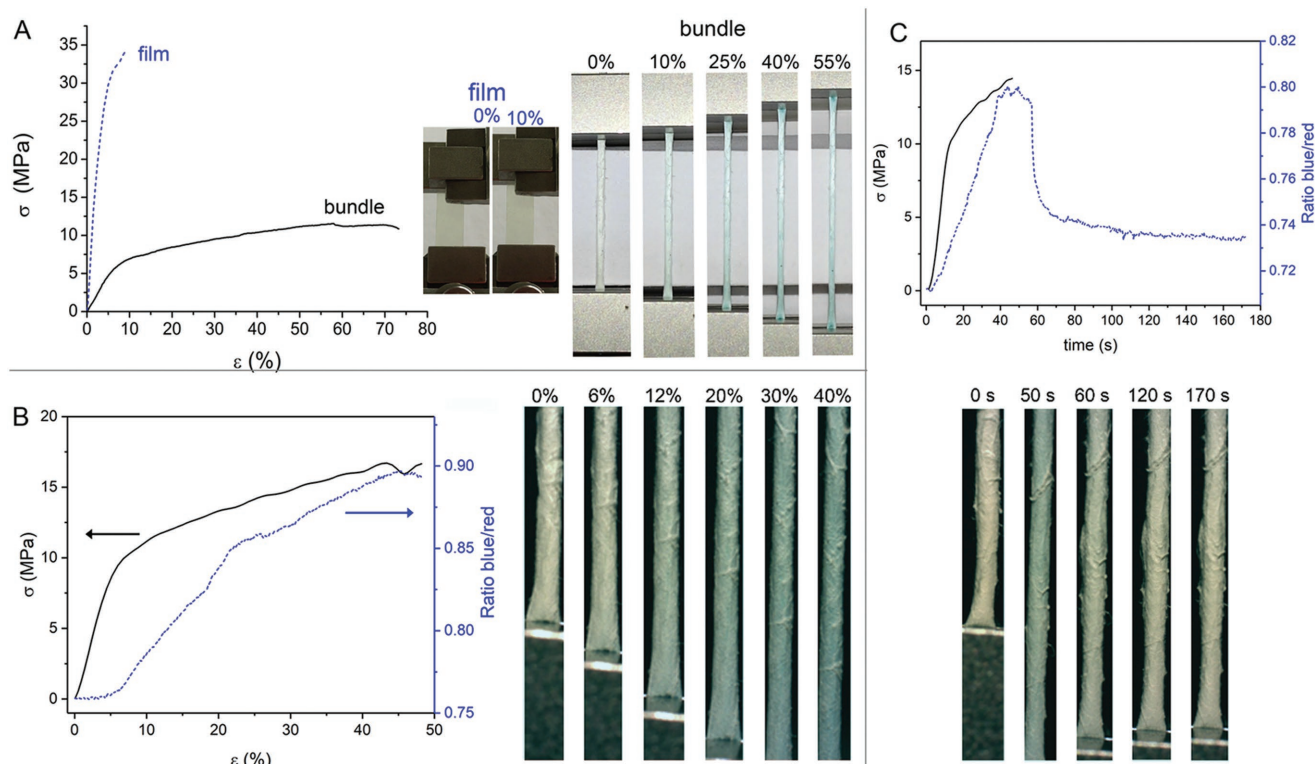 A
σ (MPa)
35
30
25
20
15
10
5
0
film
bundle
0 10 20 30 40 50 60 70 80
ε (%)
film
0% 10%
bundle
0% 10% 25% 40% 55%
C
σ (MPa)
15
10
5
0
0.82
0.80
0.78
0.76
0.74
0.72
Ratio blue/red
0 20 40 60 80 100 120 140 160 180
time (s)
B
σ (MPa)
20
15
10
5
0
0.90
0.85
0.80
0.75
Ratio blue/red
0 10 20 30 40 50
ε (%)
0% 6% 12% 20% 30% 40%
0 s 50 s 60 s 120 s 170 s